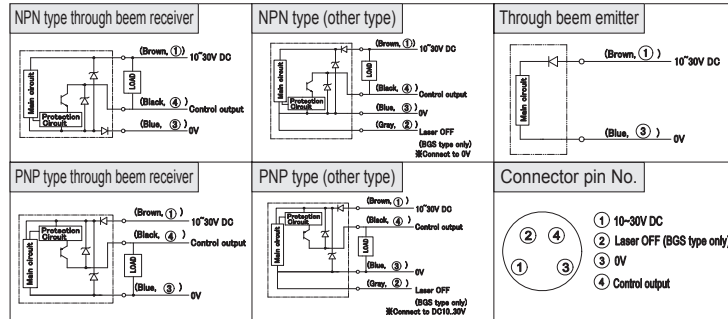 NPN type through beem receiver
(Brown, ① )
10~30V DC
Main circuit
LOAD
(Black, ④ )
Control output
Protection
Circuit
(Blue, ③ )
0V
NPN type (other type)
(Brown, ① )
10~30V DC
Main circuit
LOAD
(Black, ④ )
Control output
Protection
Circuit
(Blue, ③ )
0V
(Gray, ② )
Laser OFF
(BGS type only)
※Connect to 0V
Through beem emitter
(Brown, ① )
10~30V DC
Main circuit
(Blue, ③ )
0V
PNP type through beem receiver
(Brown, ① )
10~30V DC
Protection
Circuit
(Black, ④ )
Control output
Main circuit
LOAD
(Blue, ③ )
0V
PNP type (other type)
(Brown, ① )
10~30V DC
Protection
Circuit
(Black, ④ )
Control output
Main circuit
LOAD
(Blue, ③ )
0V
(Gray, ② )
Laser OFF
(BGS type only)
※Connect to DC10..30V
Connector pin No.
② ④
① ③
① 10~30V DC
② Laser OFF (BGS type only)
③ 0V
④ Control output